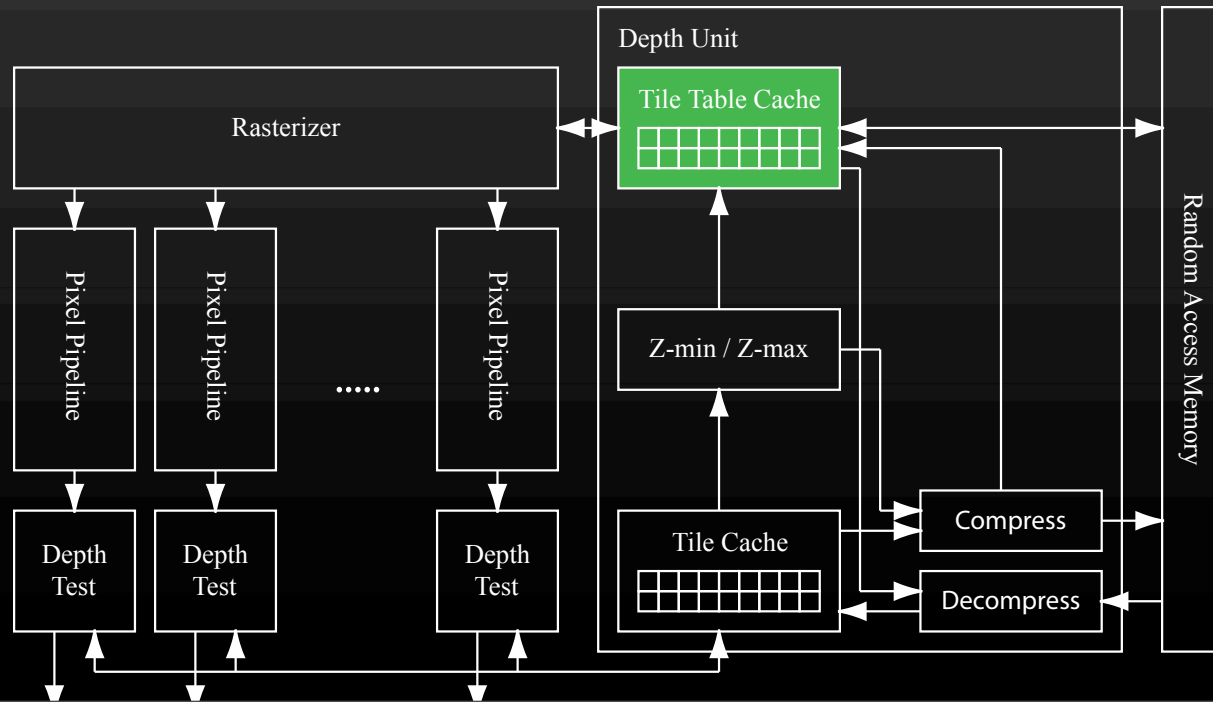 Depth Unit
Tile Table Cache
Rasterizer
Random Access Memory
Pixel Pipeline
Pixel Pipeline
Pixel Pipeline
Z-min / Z-max
.....
Depth
Test
Depth
Test
Depth
Test
Tile Cache
Compress
Decompress